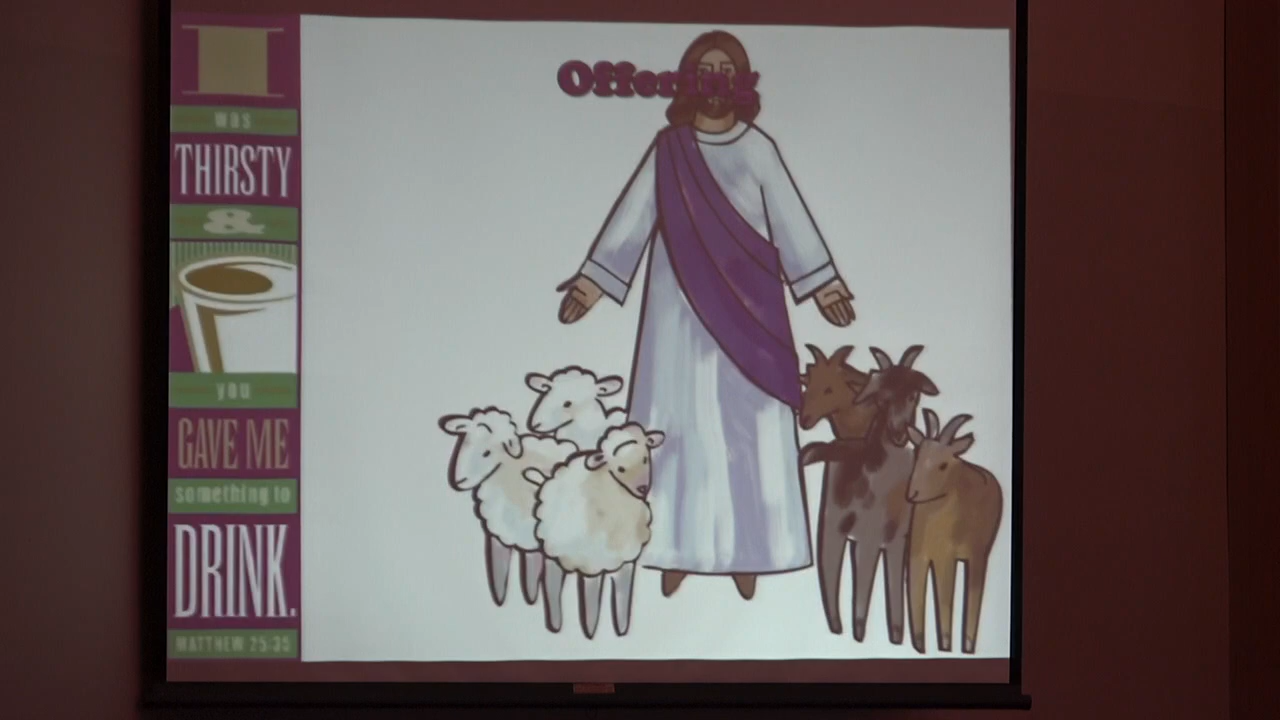 I
was
THIRSTY
&
you
GAVE ME
something to
DRINK.
MATTHEW 25:35
Offering